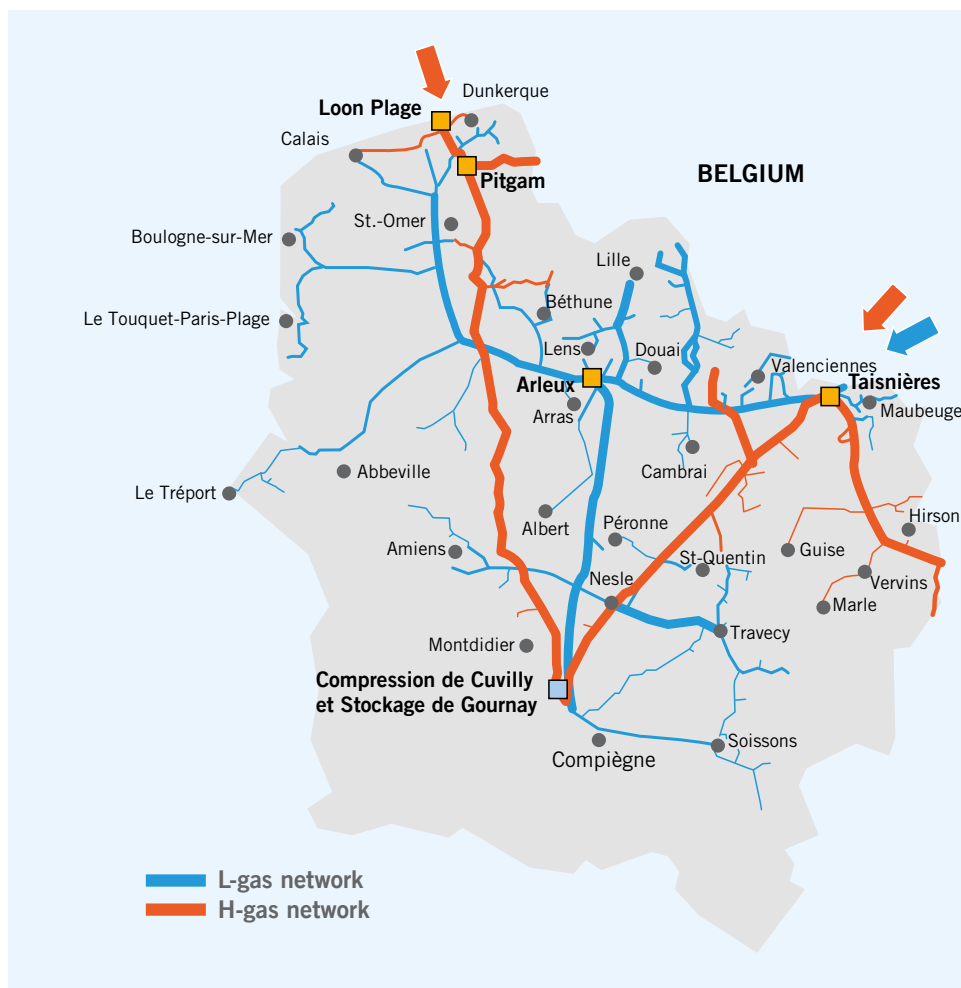 Dunkerque
Loon Plage
Calais
BELGIUM
Pitgam
St.-Omer
Boulogne-sur-Mer
Lille
Béthune
Le Touquet-Paris-Plage
Lens
Douai
Valenciennes
Arleux
Taisnières
Arras
Maubeuge
Cambrai
Abbeville
Le Tréport
Hirson
Albert
Péronne
Amiens
St-Quentin
Guise
Nesle
Vervins
Marle
Travecy
Montdidier
Compression de Cuvilly
et Stockage de Gournay
Soissons
Compiègne
L-gas network
H-gas network